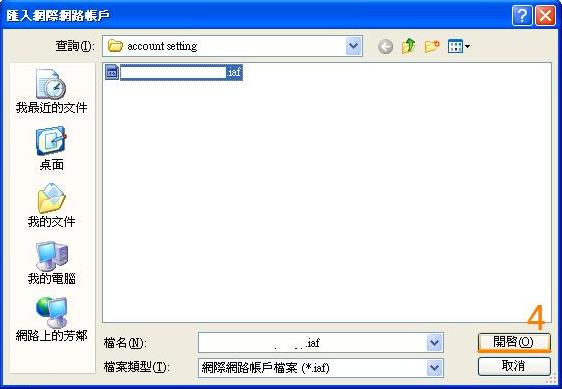 匯入網際網路帳戶
查詢(I):
account setting
.iaf
我最近的文件
桌面
我的文件
我的電腦
網路上的芳鄰
4
檔名(N):
.iaf
開啓(O)
檔案類型(T):
網際網路帳戶檔案 (*.iaf)
取消